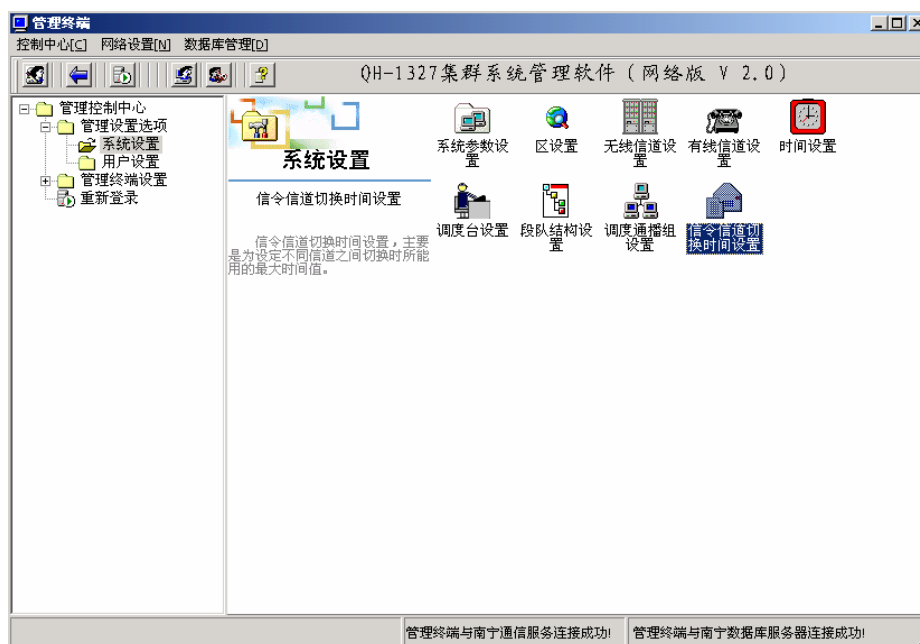 管理终端
控制中心[C] 网络设置[N] 数据库管理[D]
QH-1327集群系统管理软件(网络版 V 2.0)
管理控制中心
管理设置选项
系统设置
用户设置
管理终端设置
重新登录
系统设置
信令信道切换时间设置
信令信道切换时间设置,主要
是为设定不同信道之间切换时所能
用的最大时间值。
系统参数设
置
区设置
无线信道设
置
有线信道设
置
时间设置
调度台设置
段队结构设
置
调度通播组
设置
信令信道切
换时间设置
管理终端与南宁通信服务连接成功!
管理终端与南宁数据库服务器连接成功!